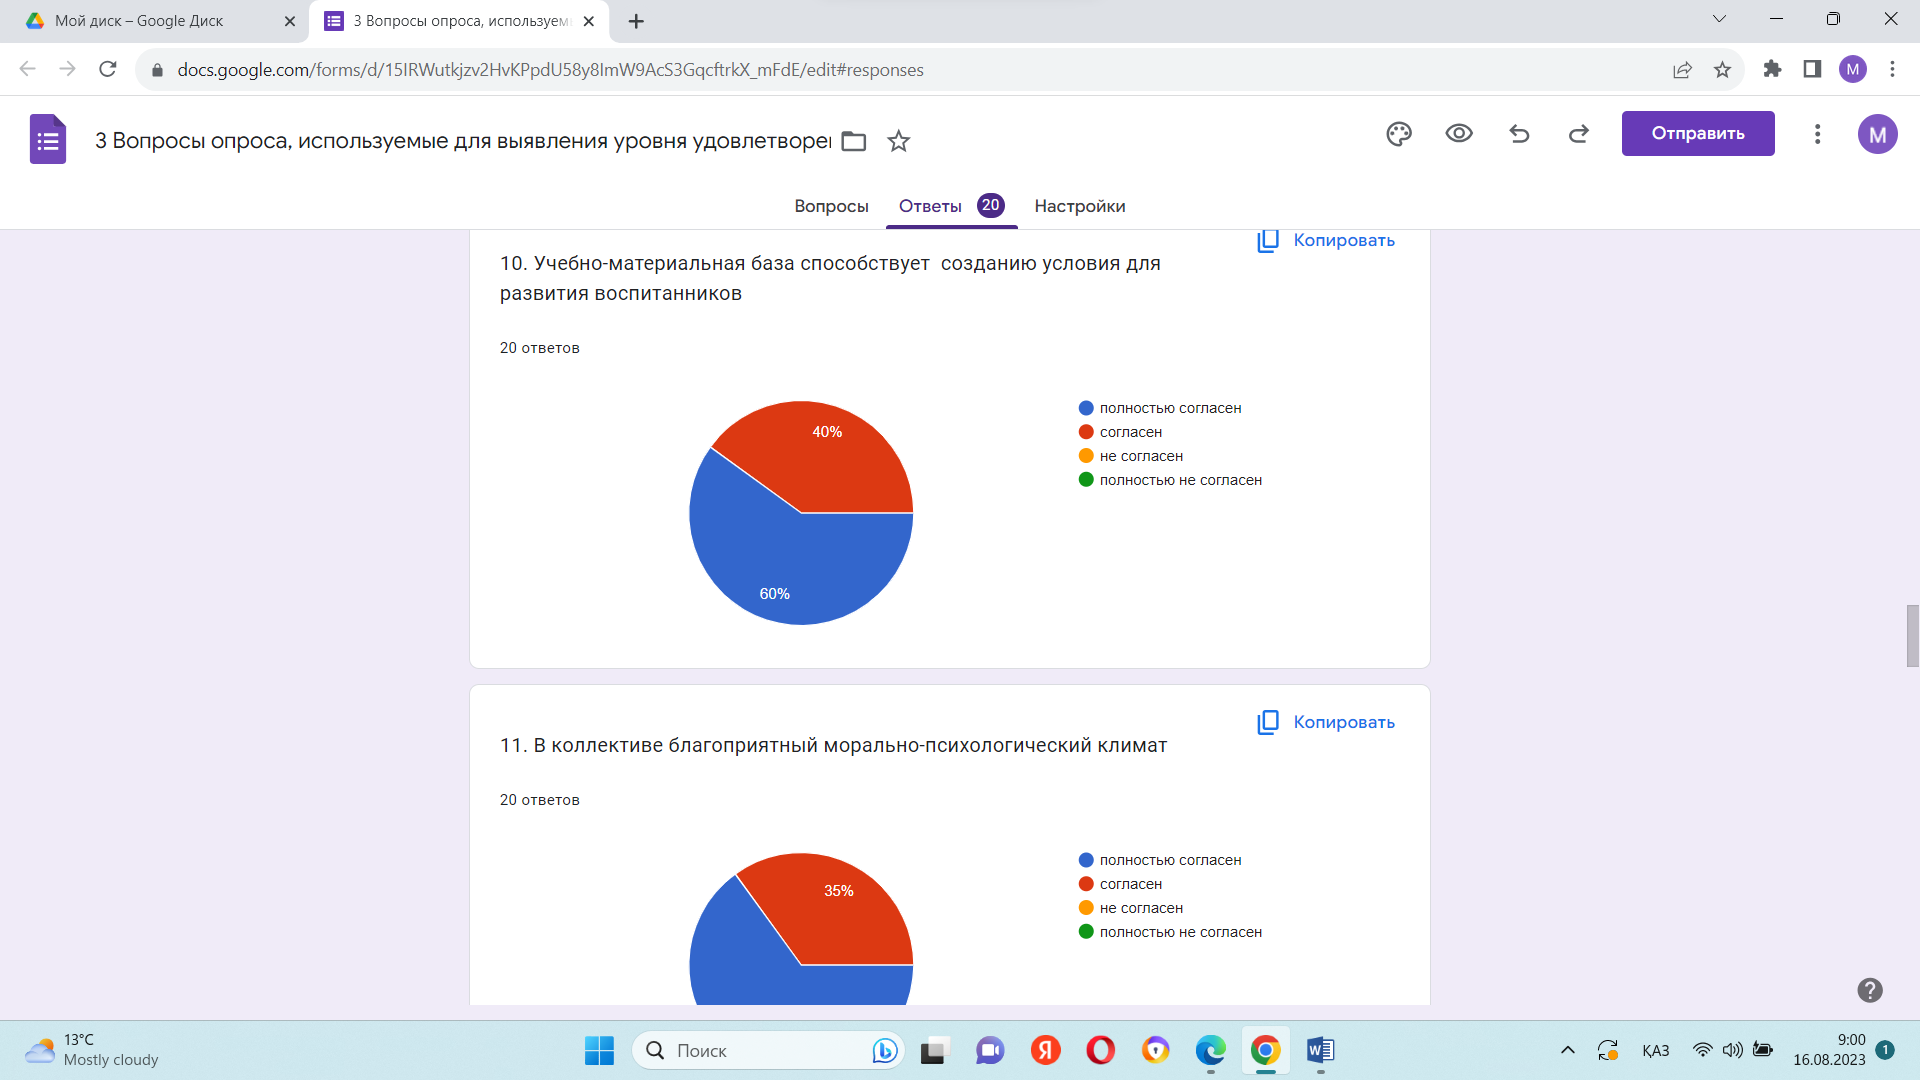 Мой диск – Google Диск
3 Вопросы опроса, используем
docs.google.com/forms/d/15IRWutkjzv2HvKPpdU58y8ImW9AcS3GqcftrkX_mFdE/edit#responses
M
3 Вопросы опроса, используемые для выявления уровня удовлетворен
Отправить
M
Вопросы
Ответы 20
Настройки
Копировать
10. Учебно-материальная база способствует созданию условия для
развития воспитанников
20 ответов
40%
60%
полностью согласен
согласен
не согласен
полностью не согласен
Копировать
11. В коллективе благоприятный морально-психологический климат
20 ответов
35%
полностью согласен
согласен
не согласен
полностью не согласен
13°C
Mostly cloudy
Поиск
ҚАЗ
9:00
16.08.2023
1